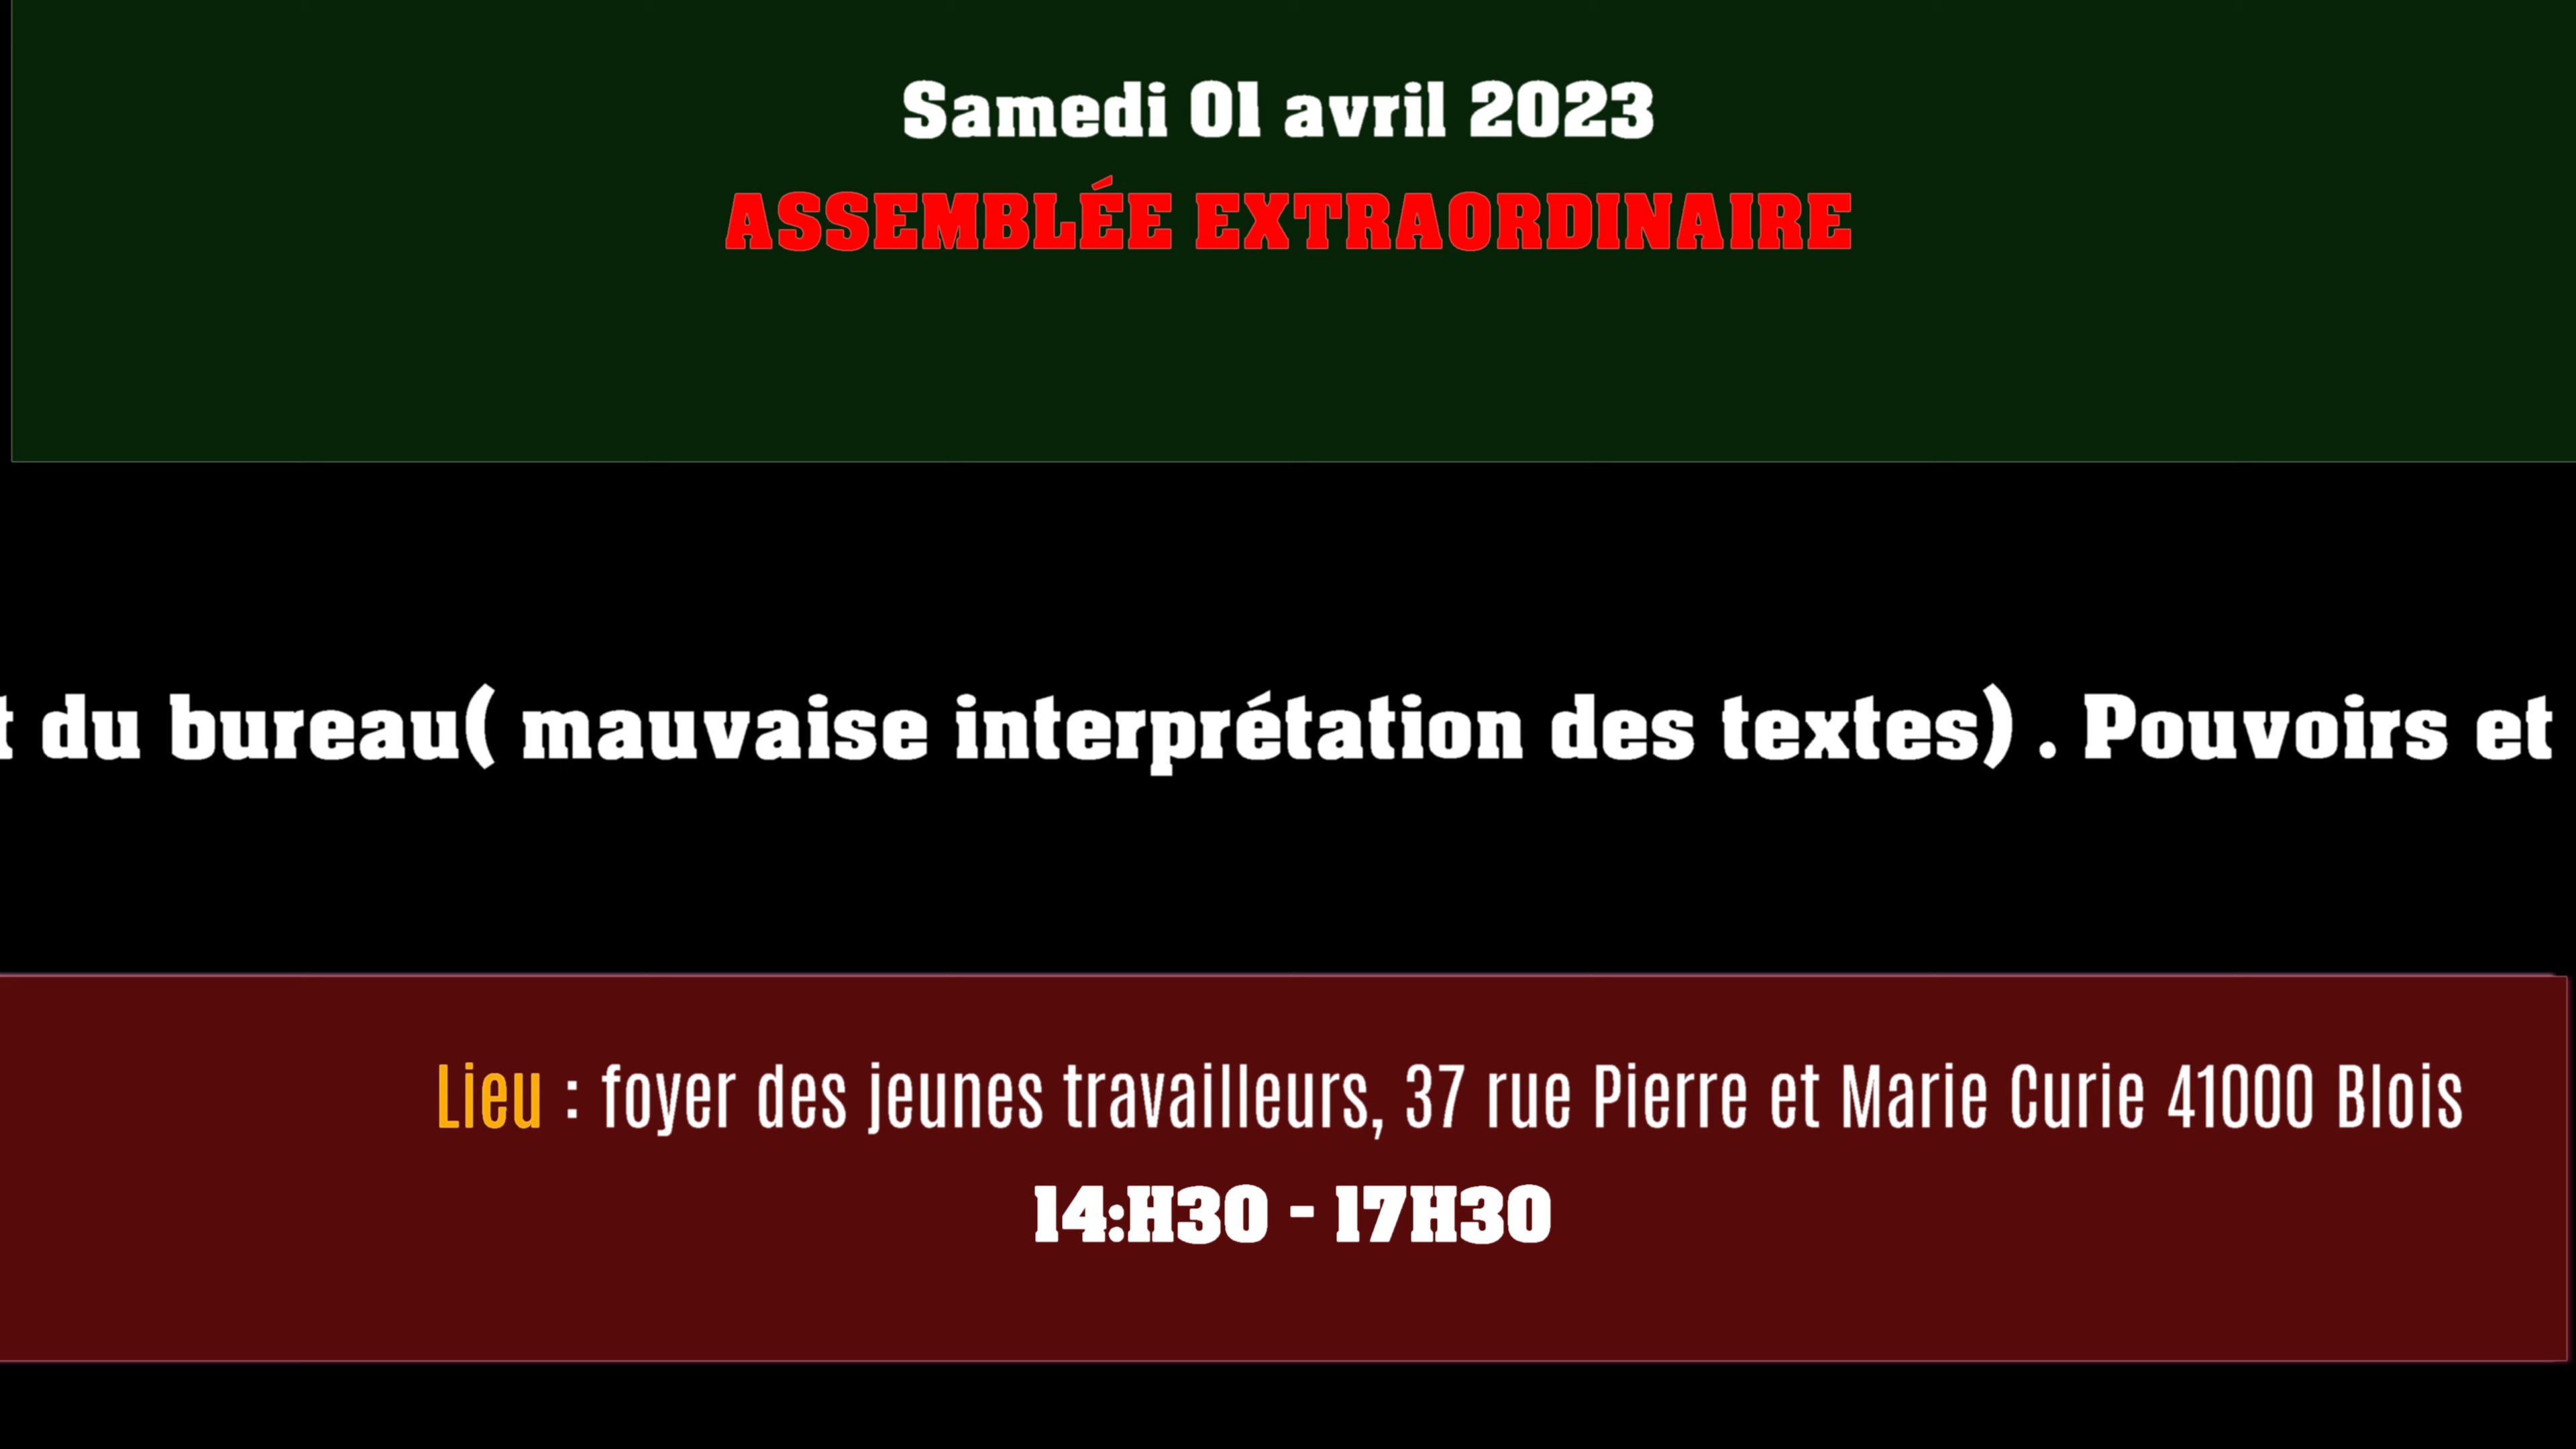 Samedi 01 avril 2023
ASSEMBLÉE EXTRAORDINAIRE
du bureau( mauvaise interprétation des textes) . Pouvoirs et
Lieu : foyer des jeunes travailleurs, 37 rue Pierre et Marie Curie 41000 Blois
14:H30 - 17H30